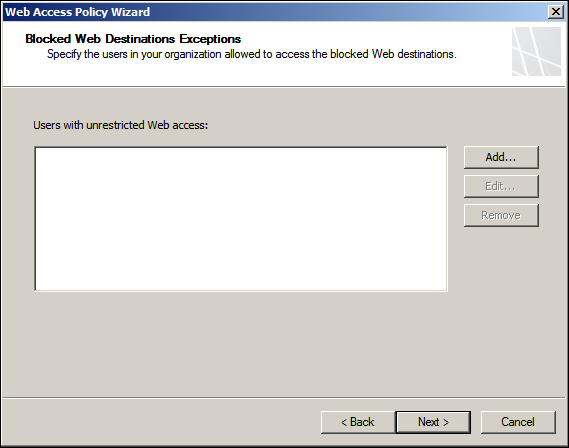 Web Access Policy Wizard
Blocked Web Destinations Exceptions
Specify the users in your organization allowed to access the blocked Web destinations.
Users with unrestricted Web access:
Add...
Edit...
Remove
< Back
Next >
Cancel